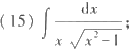 (15) ∫ dx / (x √(x² − 1));